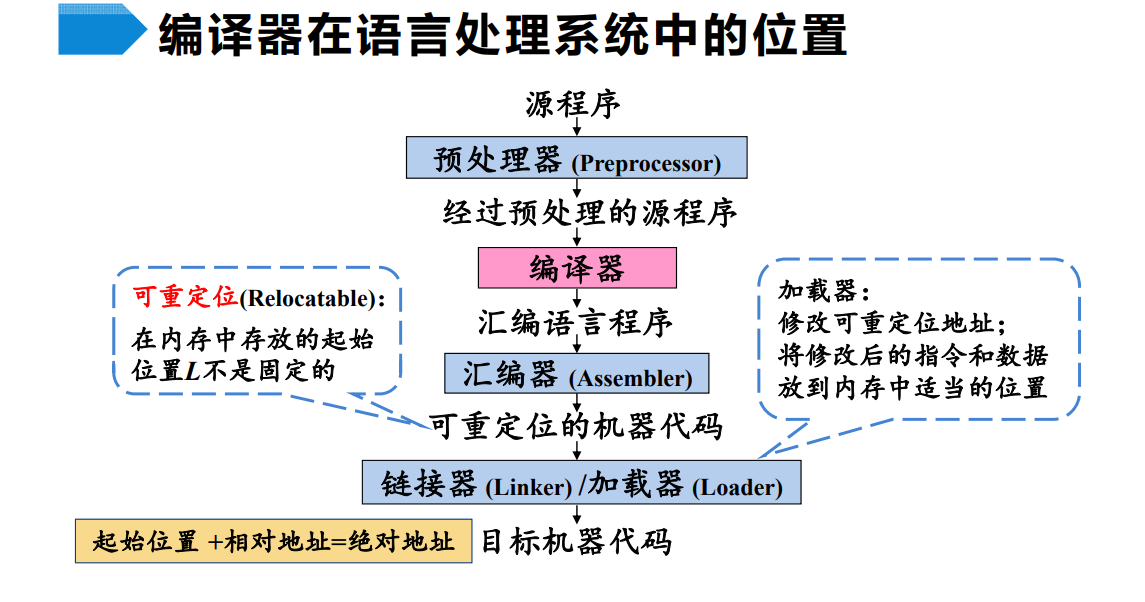 编译器在语言处理系统中的位置
源程序
预处理器 (Preprocessor)
经过预处理的源程序
编译器
汇编语言程序
可重定位(Relocatable)：
在内存中存放的起始
位置L不是固定的
加载器：
修改可重定位地址；
将修改后的指令和数据
放到内存中适当的位置
汇编器 (Assembler)
可重定位的机器代码
链接器 (Linker) /加载器 (Loader)
起始位置 +相对地址=绝对地址
目标机器代码